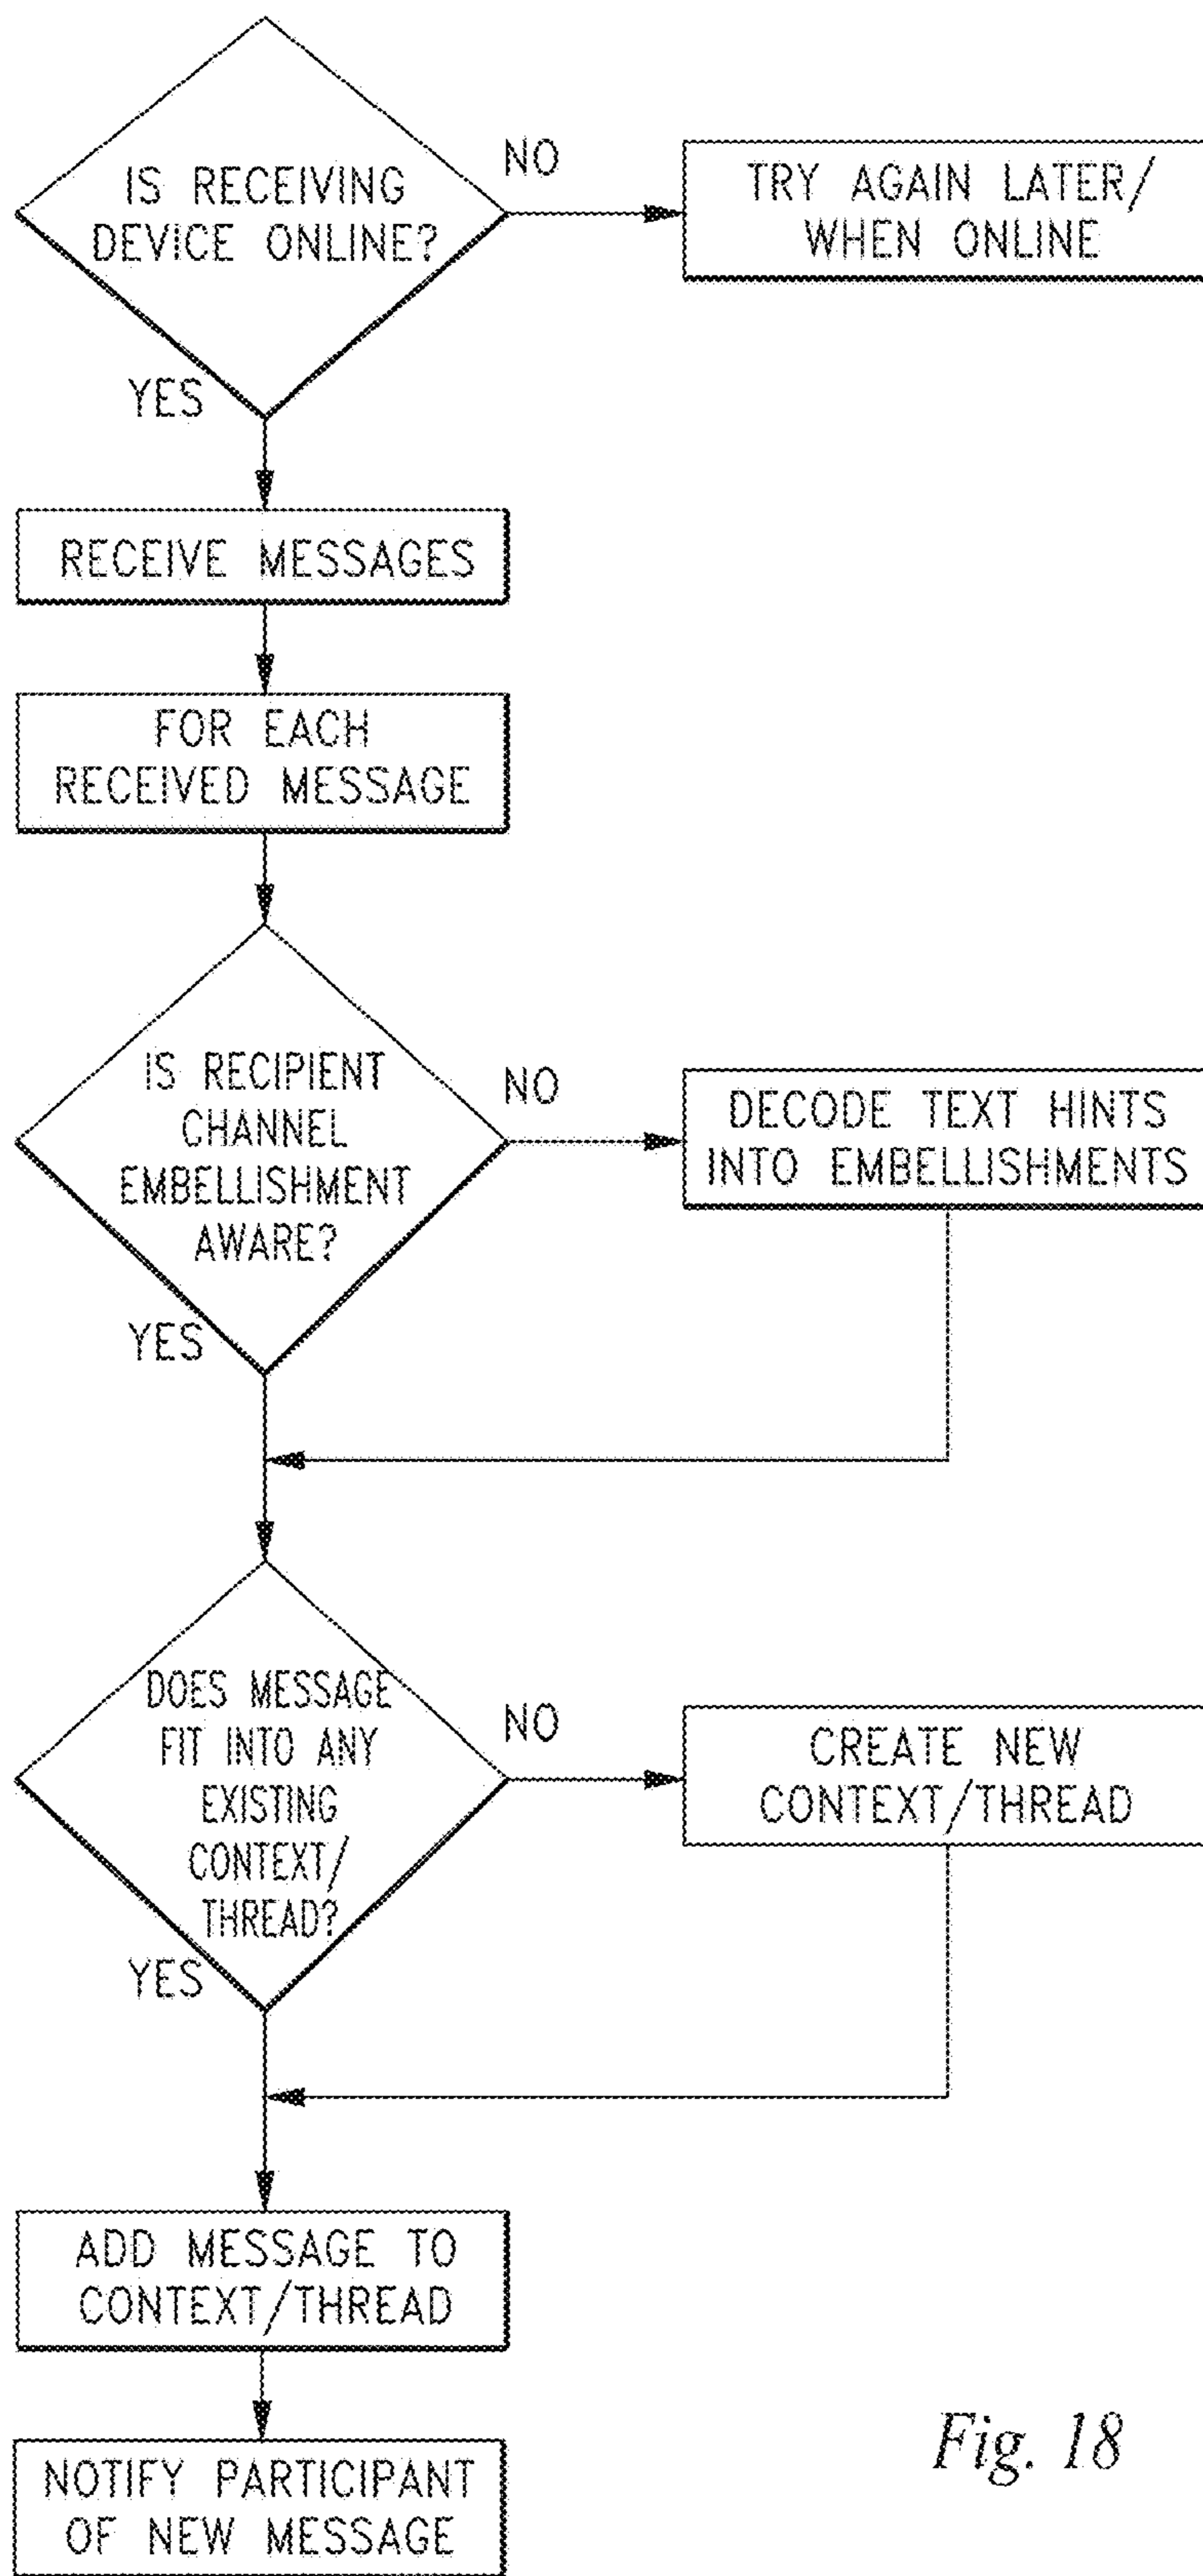 IS RECEIVING
DEVICE ONLINE?
NO
TRY AGAIN LATER/
WHEN ONLINE
YES
RECEIVE MESSAGES
FOR EACH
RECEIVED MESSAGE
IS RECIPIENT
CHANNEL
EMBELLISHMENT
AWARE?
NO
DECODE TEXT HINTS
INTO EMBELLISHMENTS
YES
DOES MESSAGE
FIT INTO ANY
EXISTING
CONTEXT/
THREAD?
NO
CREATE NEW
CONTEXT/THREAD
YES
ADD MESSAGE TO
CONTEXT/THREAD
NOTIFY PARTICIPANT
OF NEW MESSAGE
Fig. 18